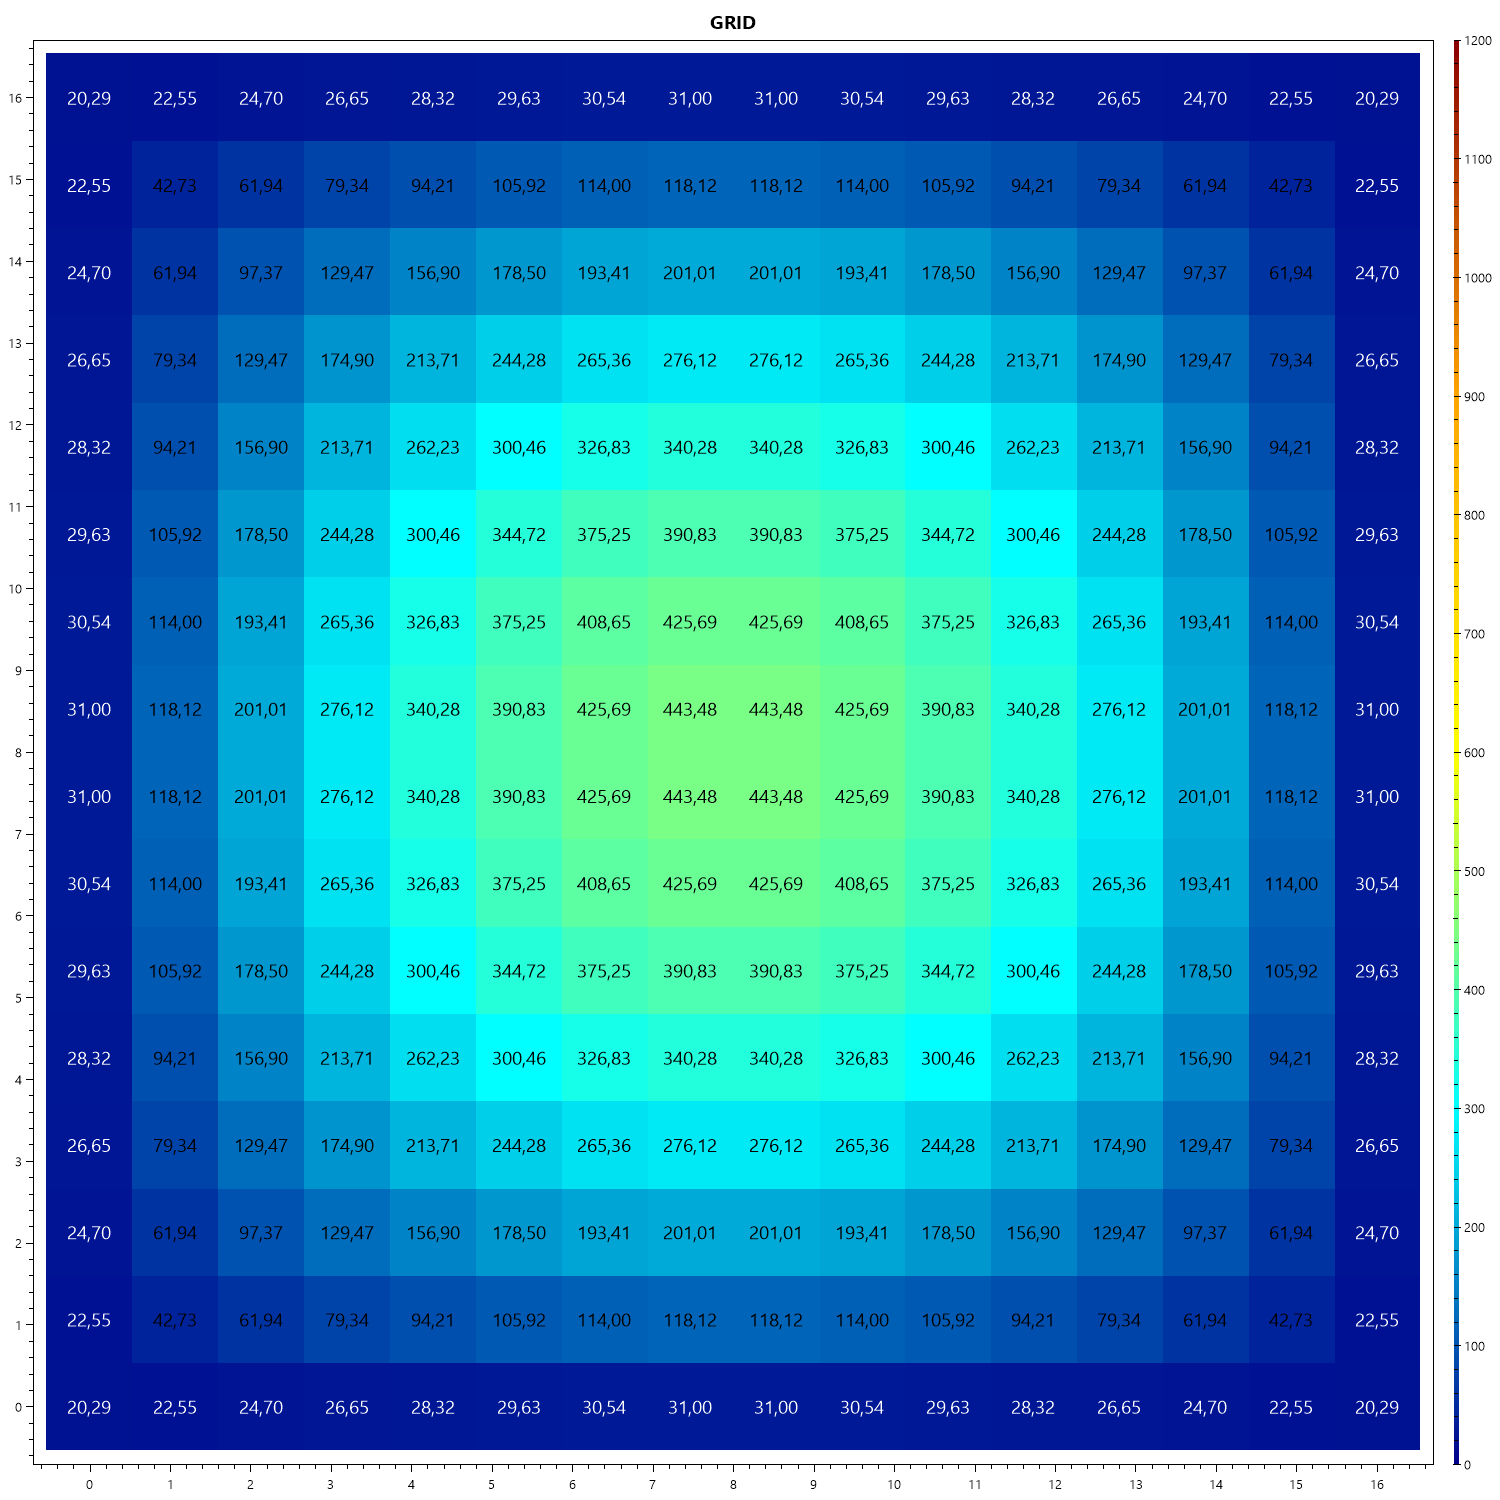 GRID
20,29 22,55 24,70 26,65 28,32 29,63 30,54 31,00 31,00 30,54 29,63 28,32 26,65 24,70 22,55 20,29
22,55 42,73 61,94 79,34 94,21 105,92 114,00 118,12 118,12 114,00 105,92 94,21 79,34 61,94 42,73 22,55
24,70 61,94 97,37 129,47 156,90 178,50 193,41 201,01 201,01 193,41 178,50 156,90 129,47 97,37 61,94 24,70
26,65 79,34 129,47 174,90 213,71 244,28 265,36 276,12 276,12 265,36 244,28 213,71 174,90 129,47 79,34 26,65
28,32 94,21 156,90 213,71 262,23 300,46 326,83 340,28 340,28 326,83 300,46 262,23 213,71 156,90 94,21 28,32
29,63 105,92 178,50 244,28 300,46 344,72 375,25 390,83 390,83 375,25 344,72 300,46 244,28 178,50 105,92 29,63
30,54 114,00 193,41 265,36 326,83 375,25 408,65 425,69 425,69 408,65 375,25 326,83 265,36 193,41 114,00 30,54
31,00 118,12 201,01 276,12 340,28 390,83 425,69 443,48 443,48 425,69 390,83 340,28 276,12 201,01 118,12 31,00
31,00 118,12 201,01 276,12 340,28 390,83 425,69 443,48 443,48 425,69 390,83 340,28 276,12 201,01 118,12 31,00
30,54 114,00 193,41 265,36 326,83 375,25 408,65 425,69 425,69 408,65 375,25 326,83 265,36 193,41 114,00 30,54
29,63 105,92 178,50 244,28 300,46 344,72 375,25 390,83 390,83 375,25 344,72 300,46 244,28 178,50 105,92 29,63
28,32 94,21 156,90 213,71 262,23 300,46 326,83 340,28 340,28 326,83 300,46 262,23 213,71 156,90 94,21 28,32
26,65 79,34 129,47 174,90 213,71 244,28 265,36 276,12 276,12 265,36 244,28 213,71 174,90 129,47 79,34 26,65
24,70 61,94 97,37 129,47 156,90 178,50 193,41 201,01 201,01 193,41 178,50 156,90 129,47 97,37 61,94 24,70
22,55 42,73 61,94 79,34 94,21 105,92 114,00 118,12 118,12 114,00 105,92 94,21 79,34 61,94 42,73 22,55
20,29 22,55 24,70 26,65 28,32 29,63 30,54 31,00 31,00 30,54 29,63 28,32 26,65 24,70 22,55 20,29
16
15
14
13
12
11
10
9
8
7
6
5
4
3
2
1
0
0 1 2 3 4 5 6 7 8 9 10 11 12 13 14 15 16
1200
1100
1000
900
800
700
600
500
400
300
200
100
0